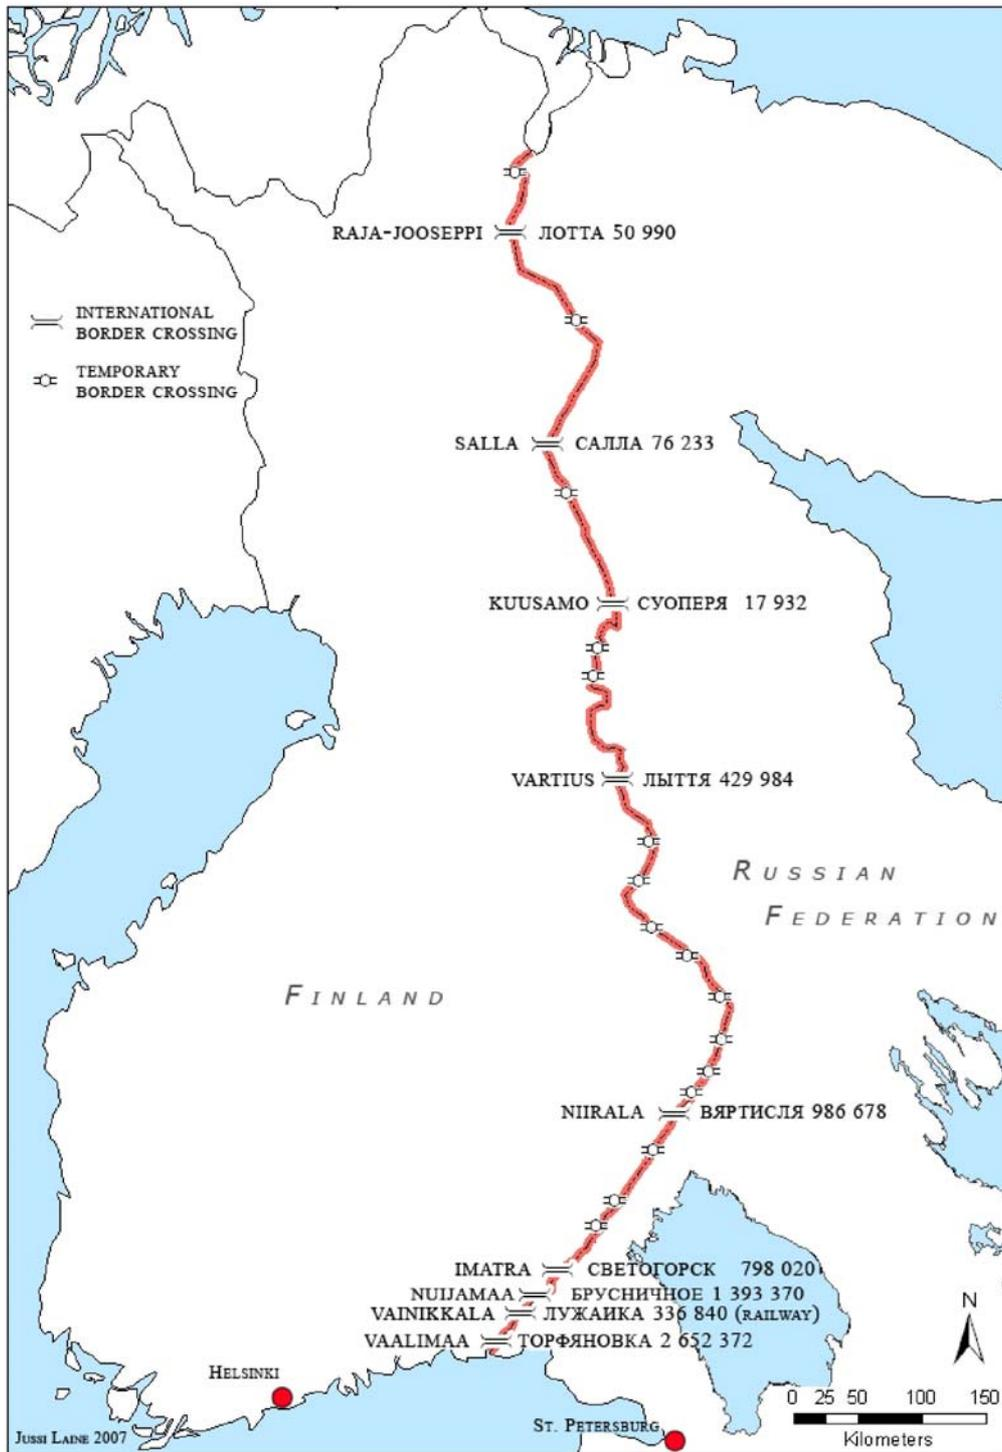 RAJA-JOOSEPPI ЛОТТА 50 990
INTERNATIONAL
BORDER CROSSING
TEMPORARY
BORDER CROSSING
SALLA САЛЛА 76 233
KUUSAMO СУОПЕРЯ 17 932
VARTIUS ЛЫТТЯ 429 984
RUSSIAN
FEDERATION
FINLAND
NIIRALA ВЯРТИСЛЯ 986 678
IMATRA СВЕТОГОРСК 798 020
NUIJAMAA БРУСНИЧНОЕ 1 393 370
VAINIKKALA ЛУЖАИКА 336 840 (RAILWAY)
VAALIMAA ТОРФЯНОВКА 2 652 372
N
HELSINKI
0 25 50 100 150
Kilometers
ST. PETERSBURG
JUSSI LAINE 2007